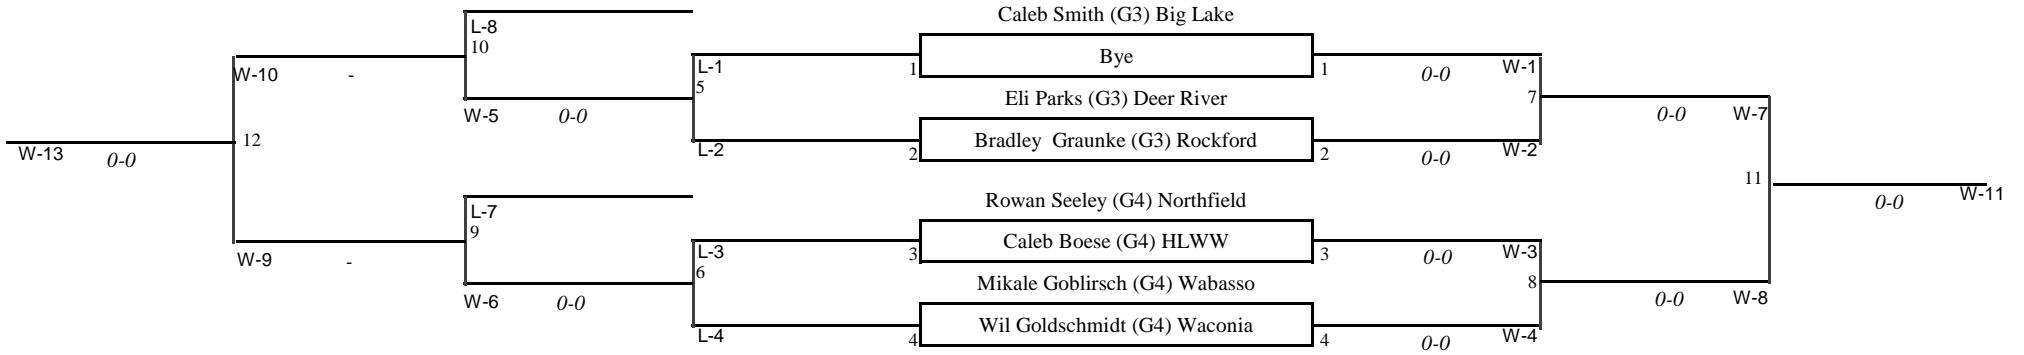 Caleb Smith (G3) Big Lake
L-8
10
W-10 -
L-1 1 Bye 1 0-0 W-1
5 7
W-5 0-0 Eli Parks (G3) Deer River 0-0 W-7
12 Bradley Graunke (G3) Rockford
W-13 0-0 L-2 2 2 0-0 W-2
11
L-7 Rowan Seeley (G4) Northfield 0-0 W-11
9 Caleb Boese (G4) HLWW
W-9 - L-3 3 3 0-0 W-3
6 Mikale Goblirsch (G4) Wabasso 8
W-6 0-0 0-0 W-8
Wil Goldschmidt (G4) Waconia
L-4 4 4 0-0 W-4